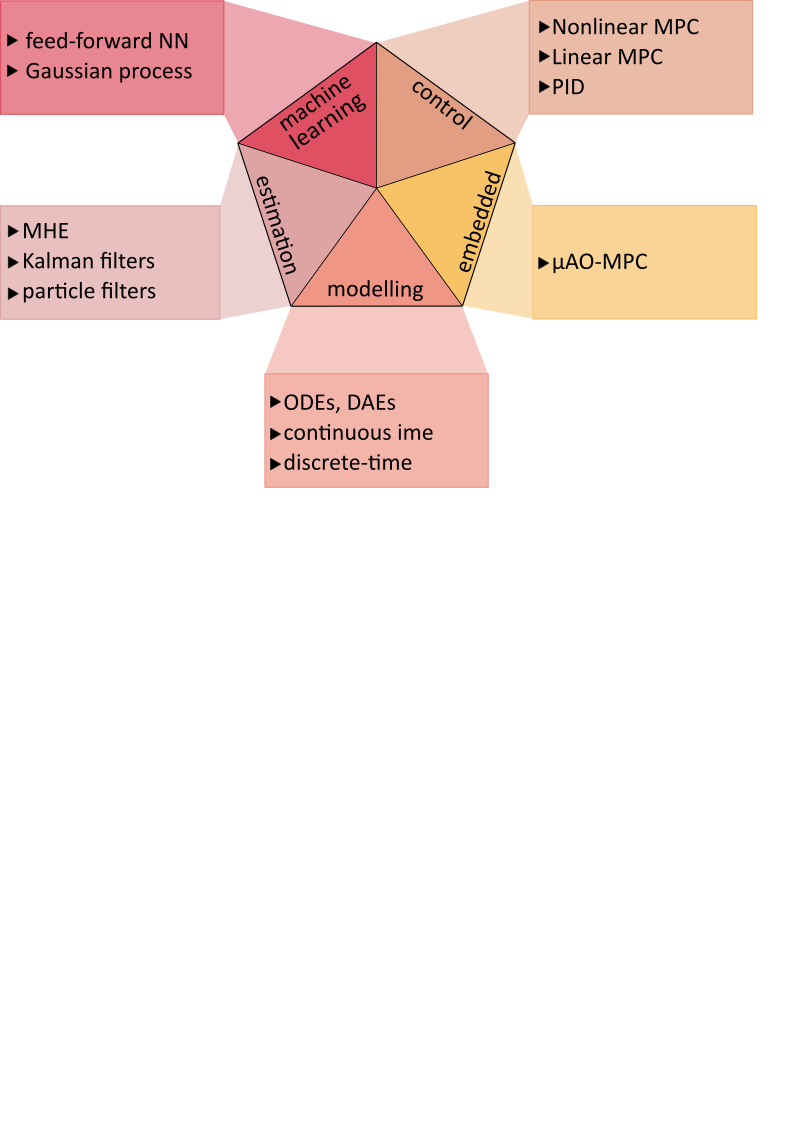 feed-forward NN
Gaussian process
Nonlinear MPC
Linear MPC
PID
machine
learning
control
estimation
embedded
modelling
MHE
Kalman filters
particle filters
μAO-MPC
ODEs, DAEs
continuous ime
discrete-time